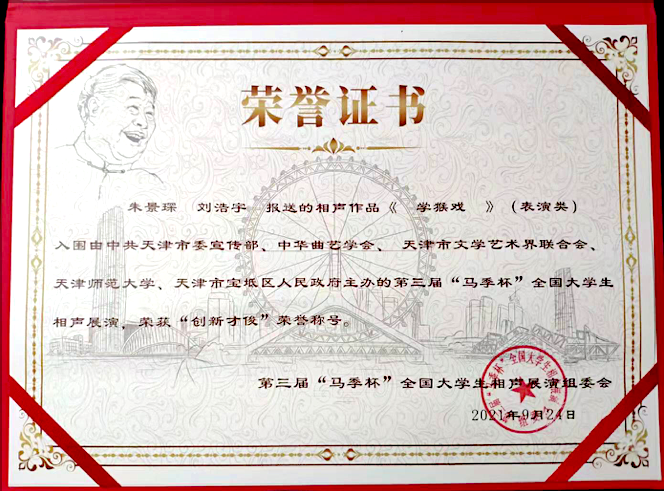 荣誉证书
朱景琛 刘浩宇 报送的相声作品《 学猴戏 》（表演类）
入围由中共天津市委宣传部、中华曲艺学会、天津市文学艺术界联合会、
天津师范大学、天津市宝坻区人民政府主办的第三届“马季杯”全国大学生
相声展演，荣获“创新才俊”荣誉称号。
第三届“马季杯”全国大学生相声展演组委会
2021年9月24日